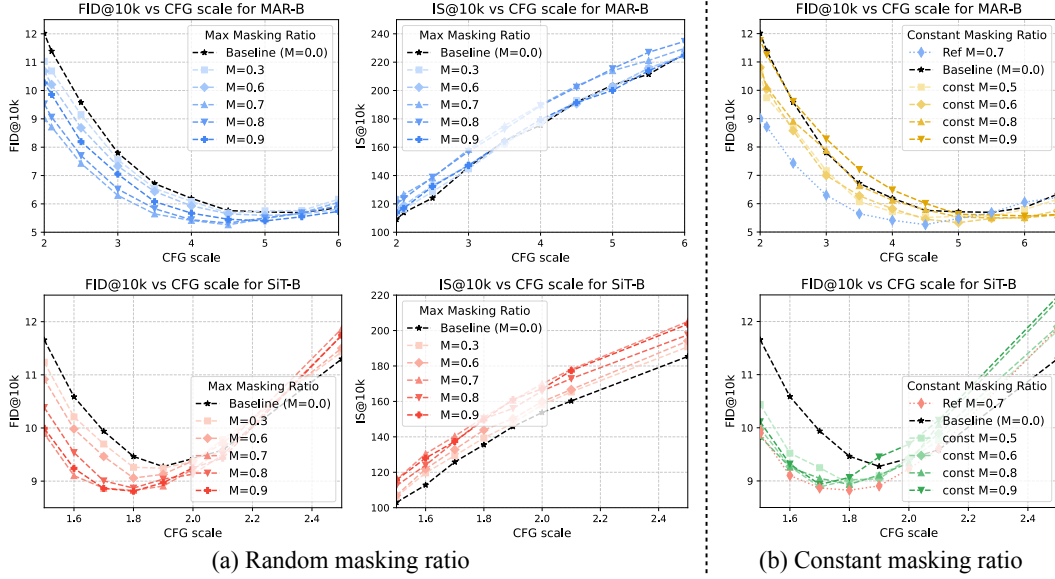 FID@10k vs CFG scale for MAR-B
12
11
10
9
8
7
6
5
FID@10k
2
3
4
5
6
CFG scale
Max Masking Ratio
Baseline (M=0.0)
M=0.3
M=0.6
M=0.7
M=0.8
M=0.9
IS@10k vs CFG scale for MAR-B
240
220
200
180
160
140
120
100
IS@10k
2
3
4
5
6
CFG scale
Max Masking Ratio
Baseline (M=0.0)
M=0.3
M=0.6
M=0.7
M=0.8
M=0.9
FID@10k vs CFG scale for MAR-B
12
11
10
9
8
7
6
5
FID@10k
2
3
4
5
6
CFG scale
Constant Masking Ratio
Ref M=0.7
Baseline (M=0.0)
const M=0.5
const M=0.6
const M=0.8
const M=0.9
FID@10k vs CFG scale for SiT-B
12
11
10
9
FID@10k
1.6
1.8
2.0
2.2
2.4
CFG scale
Max Masking Ratio
Baseline (M=0.0)
M=0.3
M=0.6
M=0.7
M=0.8
M=0.9
IS@10k vs CFG scale for SiT-B
220
200
180
160
140
120
100
IS@10k
1.6
1.8
2.0
2.2
2.4
CFG scale
Max Masking Ratio
Baseline (M=0.0)
M=0.3
M=0.6
M=0.7
M=0.8
M=0.9
FID@10k vs CFG scale for SiT-B
12
11
10
9
FID@10k
1.6
1.8
2.0
2.2
2.4
CFG scale
Constant Masking Ratio
Ref M=0.7
Baseline (M=0.0)
const M=0.5
const M=0.6
const M=0.8
const M=0.9
(a) Random masking ratio
(b) Constant masking ratio